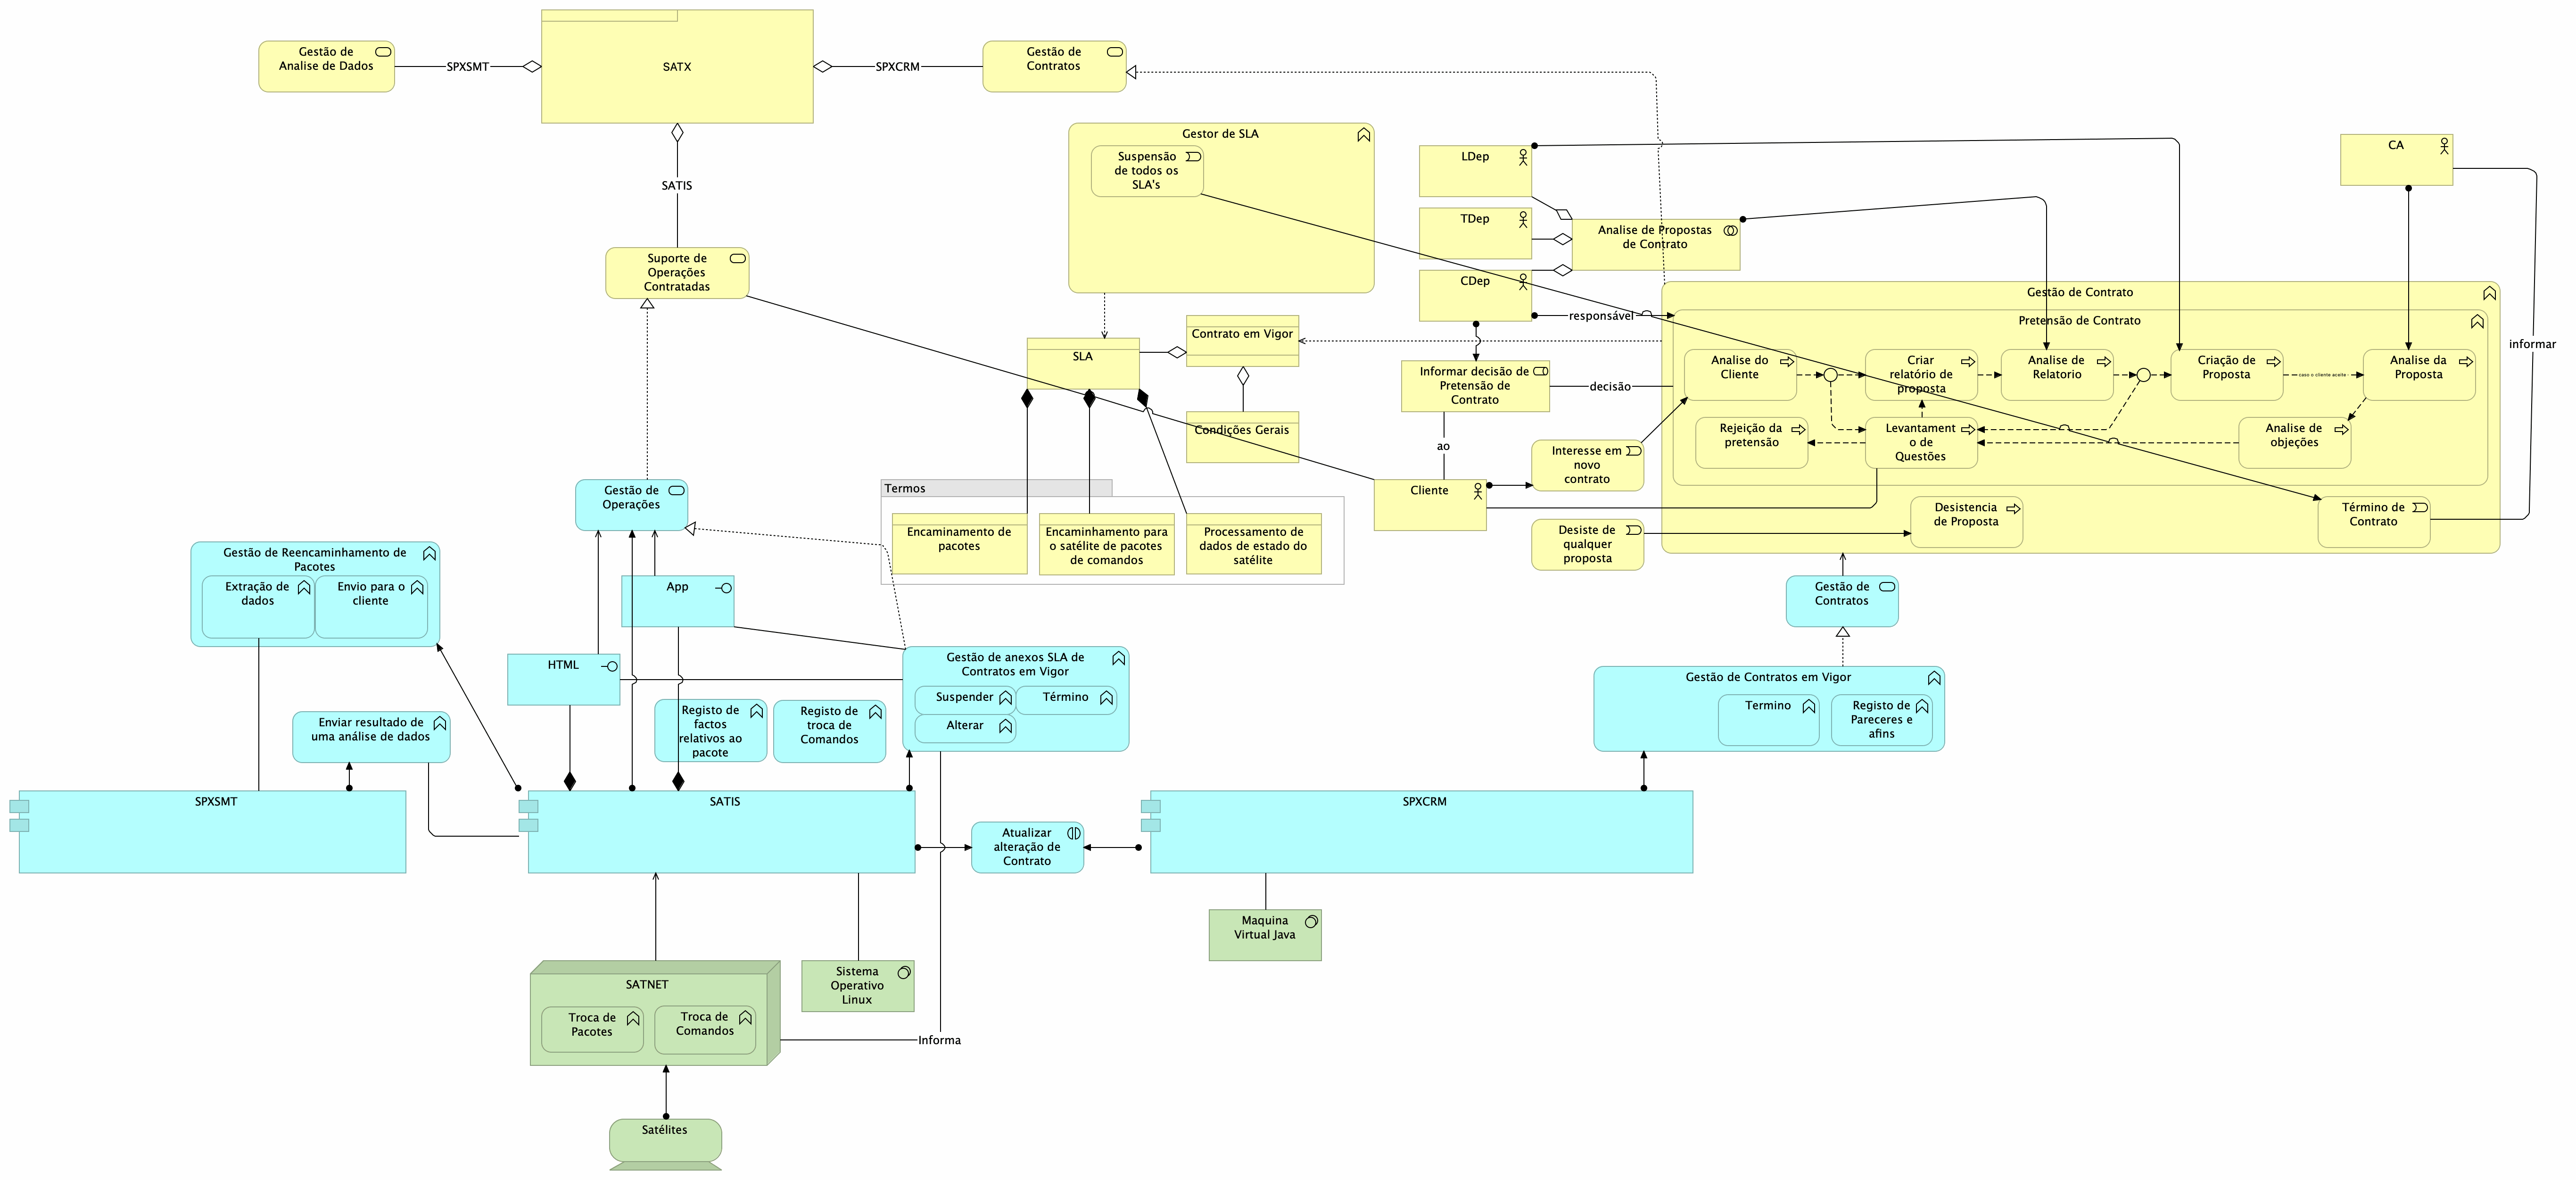 Gestão de
Analise de Dados
SPXSMT
SATX
SPXCRM
Gestão de
Contratos
SATIS
Suporte de
Operações
Contratadas
Gestor de SLA
Suspensão
de todos os
SLA's
LDep
TDep
CDep
Analise de Propostas
de Contrato
CA
responsável
informar
Gestão de Contrato
Pretensão de Contrato
Analise do
Cliente
Criar
relatório de
proposta
Analise de
Relatorio
Criação de
Proposta
caso o cliente aceite
Analise da
Proposta
Rejeição da
pretensão
Levantament
o de
Questões
Analise de
objeções
Desistencia
de Proposta
Término de
Contrato
SLA
Contrato em Vigor
Condições Gerais
Informar decisão de
Pretensão de
Contrato
decisão
ao
Cliente
Interesse em
novo
contrato
Desiste de
qualquer
proposta
Termos
Encaminamento de
pacotes
Encaminhamento para
o satélite de pacotes
de comandos
Processamento de
dados de estado do
satélite
Gestão de
Operações
Gestão de Reencaminhamento de
Pacotes
Extração de
dados
Envio para o
cliente
App
HTML
Gestão de anexos SLA de
Contratos em Vigor
Suspender
Término
Alterar
Gestão de
Contratos
Gestão de Contratos em Vigor
Termino
Registo de
Pareceres e
afins
Enviar resultado de
uma análise de dados
Registo de
factos
relativos ao
pacote
Registo de
troca de
Comandos
SPXSMT
SATIS
SPXCRM
Atualizar
alteração de
Contrato
Maquina
Virtual Java
Sistema
Operativo
Linux
SATNET
Troca de
Pacotes
Troca de
Comandos
Informa
Satélites